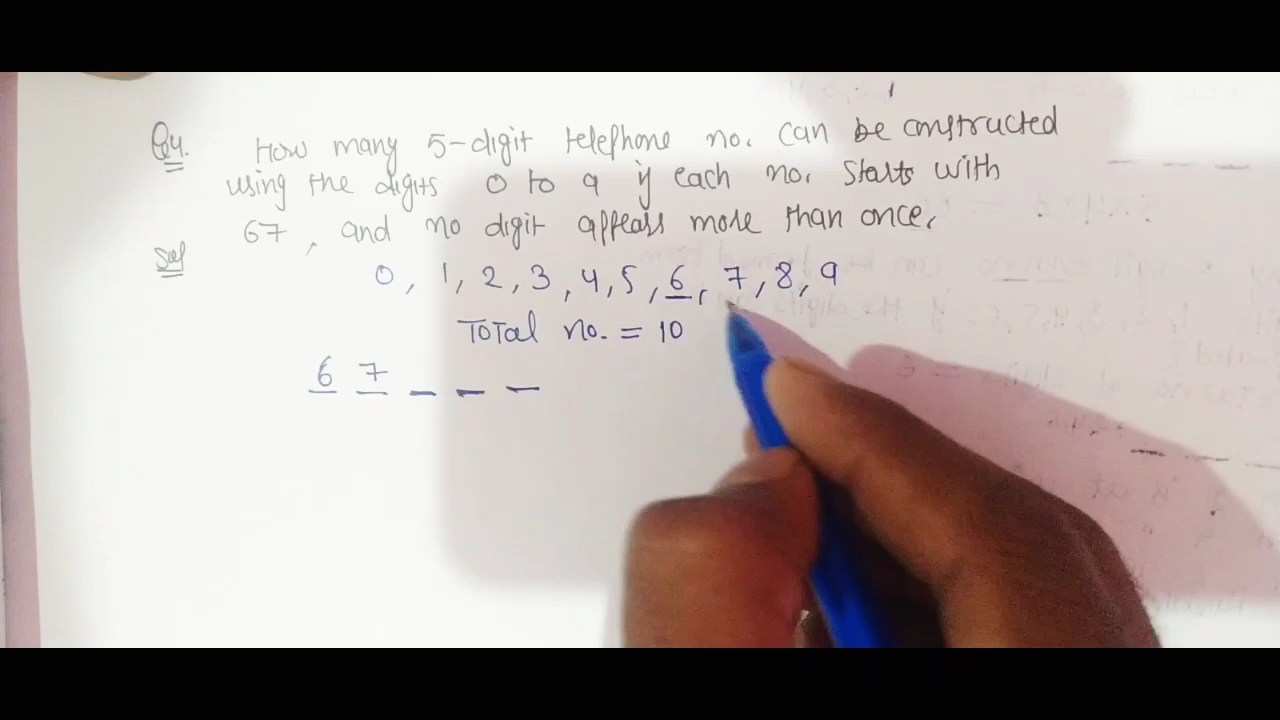 Q4. How many 5-digit telephone no. can be constructed
using the digits 0 to 9 if each no. starts with
67, and no digit appears more than once.
Sol
0, 1, 2, 3, 4, 5, 6, 7, 8, 9
Total no. = 10
6 7 _ _ _